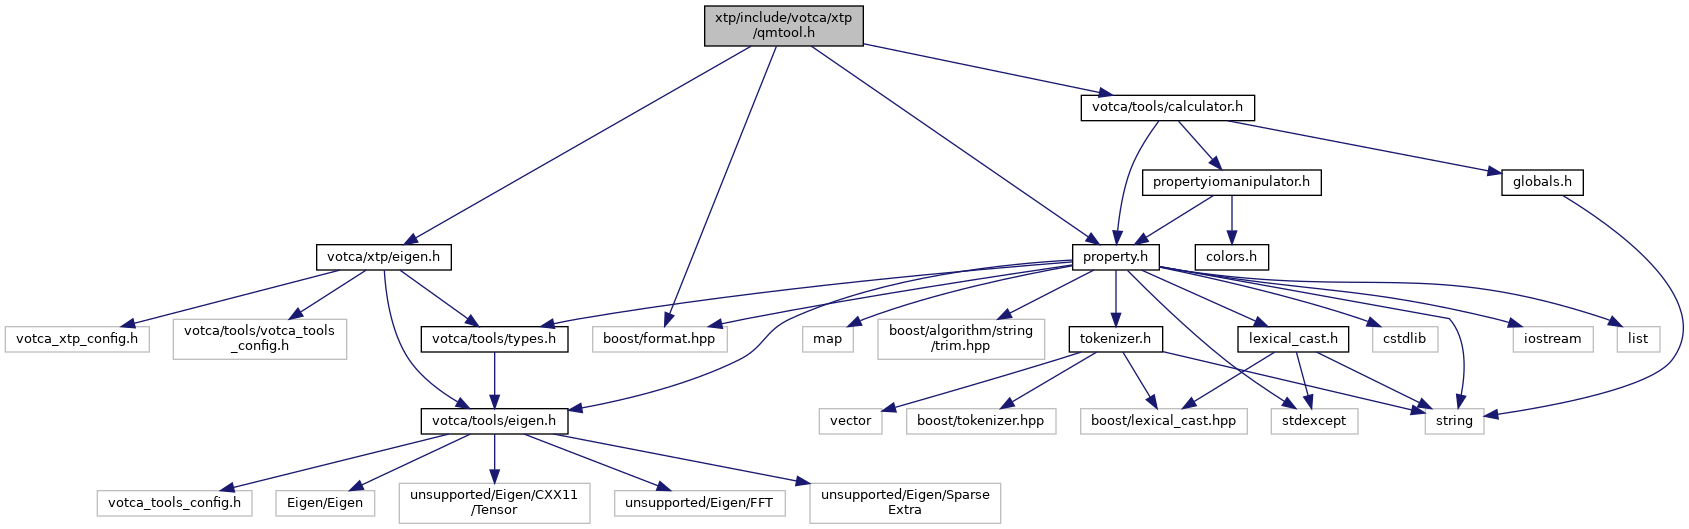 xtp/include/votca/xtp
/qmtool.h
votca/tools/calculator.h
propertyiomanipulator.h
globals.h
votca/xtp/eigen.h
property.h
colors.h
votca_xtp_config.h
votca/tools/votca_tools
_config.h
votca/tools/types.h
boost/format.hpp
map
boost/algorithm/string
/trim.hpp
tokenizer.h
lexical_cast.h
cstdlib
iostream
list
votca/tools/eigen.h
vector
boost/tokenizer.hpp
boost/lexical_cast.hpp
stdexcept
string
votca_tools_config.h
Eigen/Eigen
unsupported/Eigen/CXX11
/Tensor
unsupported/Eigen/FFT
unsupported/Eigen/Sparse
Extra